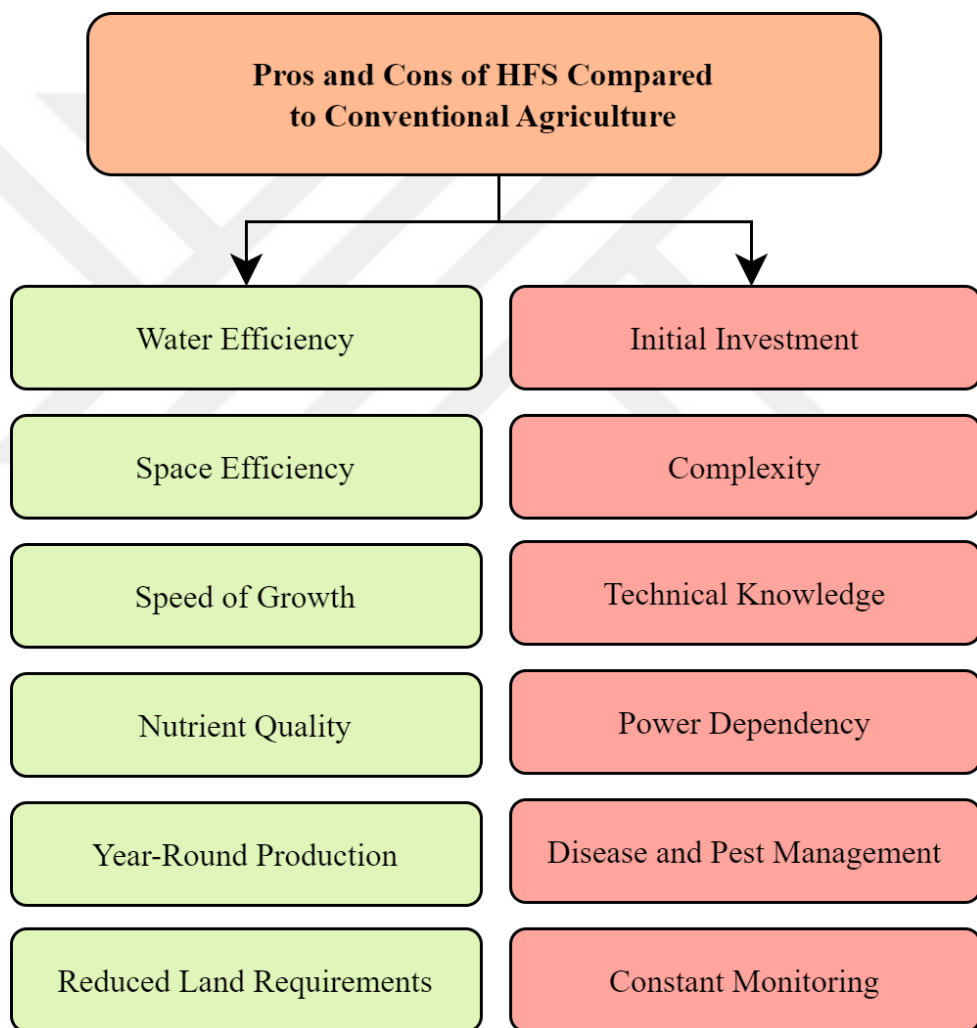 Pros and Cons of HFS Compared
to Conventional Agriculture
Water Efficiency
Space Efficiency
Speed of Growth
Nutrient Quality
Year-Round Production
Reduced Land Requirements
Initial Investment
Complexity
Technical Knowledge
Power Dependency
Disease and Pest Management
Constant Monitoring